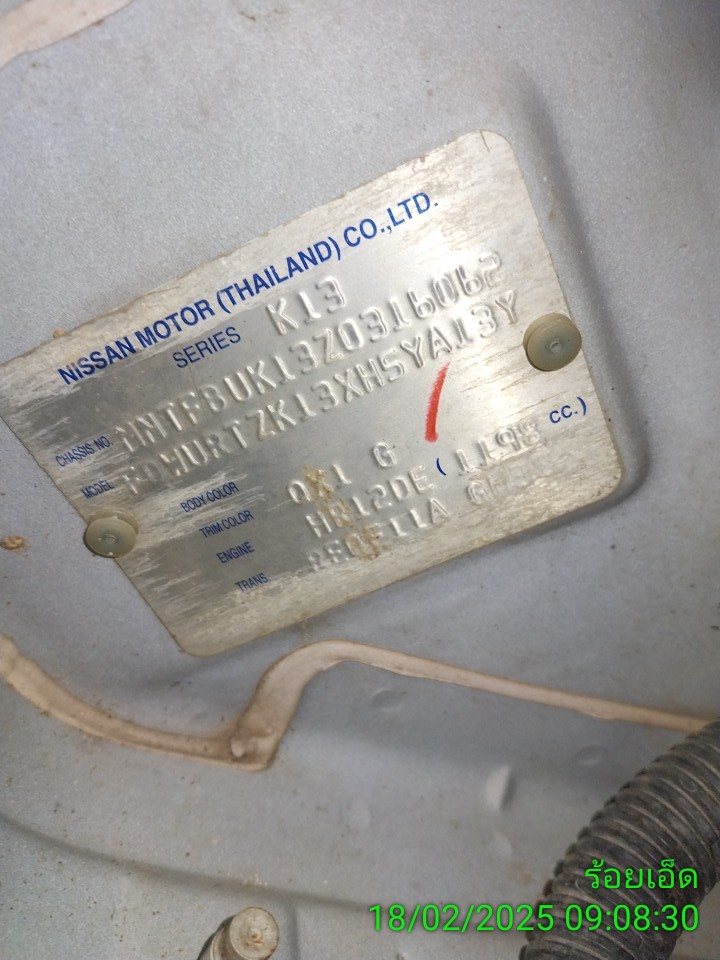 NISSAN MOTOR (THAILAND) CO.,LTD.
SERIES K13
CHASSIS NO. MNTFBUK13Z0316062
MODEL
BODY COLOR
TRIM COLOR G
ENGINE HR12DE (1198 CC.)
TRANS.
ร้อยเอ็ด
18/02/2025 09:08:30